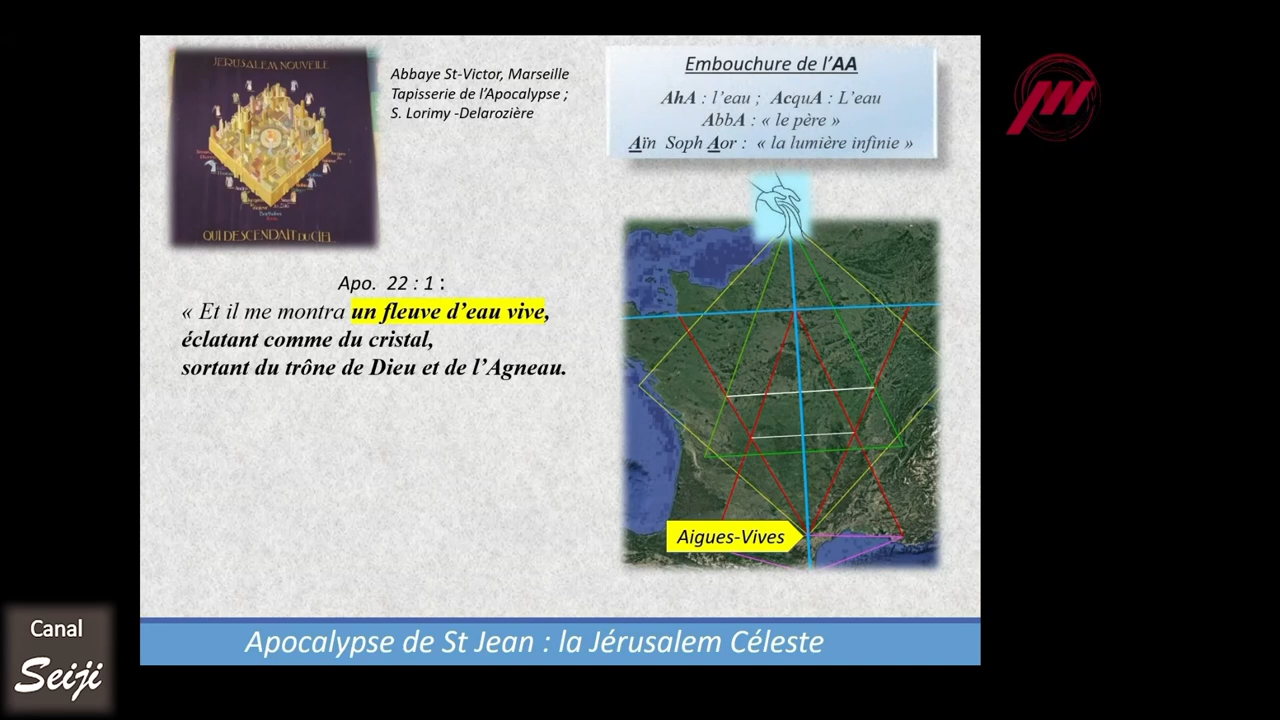 JERUSALEM NOUVELLE
QUI DESCENDAIT DU CIEL
Abbaye St-Victor, Marseille
Tapisserie de l'Apocalypse ;
S. Lorimy -Delarozière
Embouchure de l'AA
AhA : l'eau ; AcquA : L'eau
AbbA : « le père »
Aïn Soph Aor : « la lumière infinie »
Apo. 22 : 1 :
« Et il me montra un fleuve d'eau vive,
éclatant comme du cristal,
sortant du trône de Dieu et de l'Agneau.
Aigues-Vives
Apocalypse de St Jean : la Jérusalem Céleste
Canal
Seiji